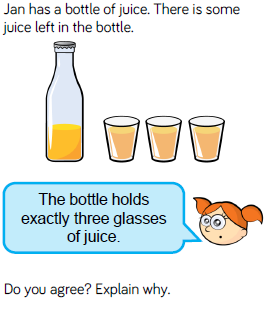 Jan has a bottle of juice. There is some
juice left in the bottle.
The bottle holds
exactly three glasses
of juice.
Do you agree? Explain why.